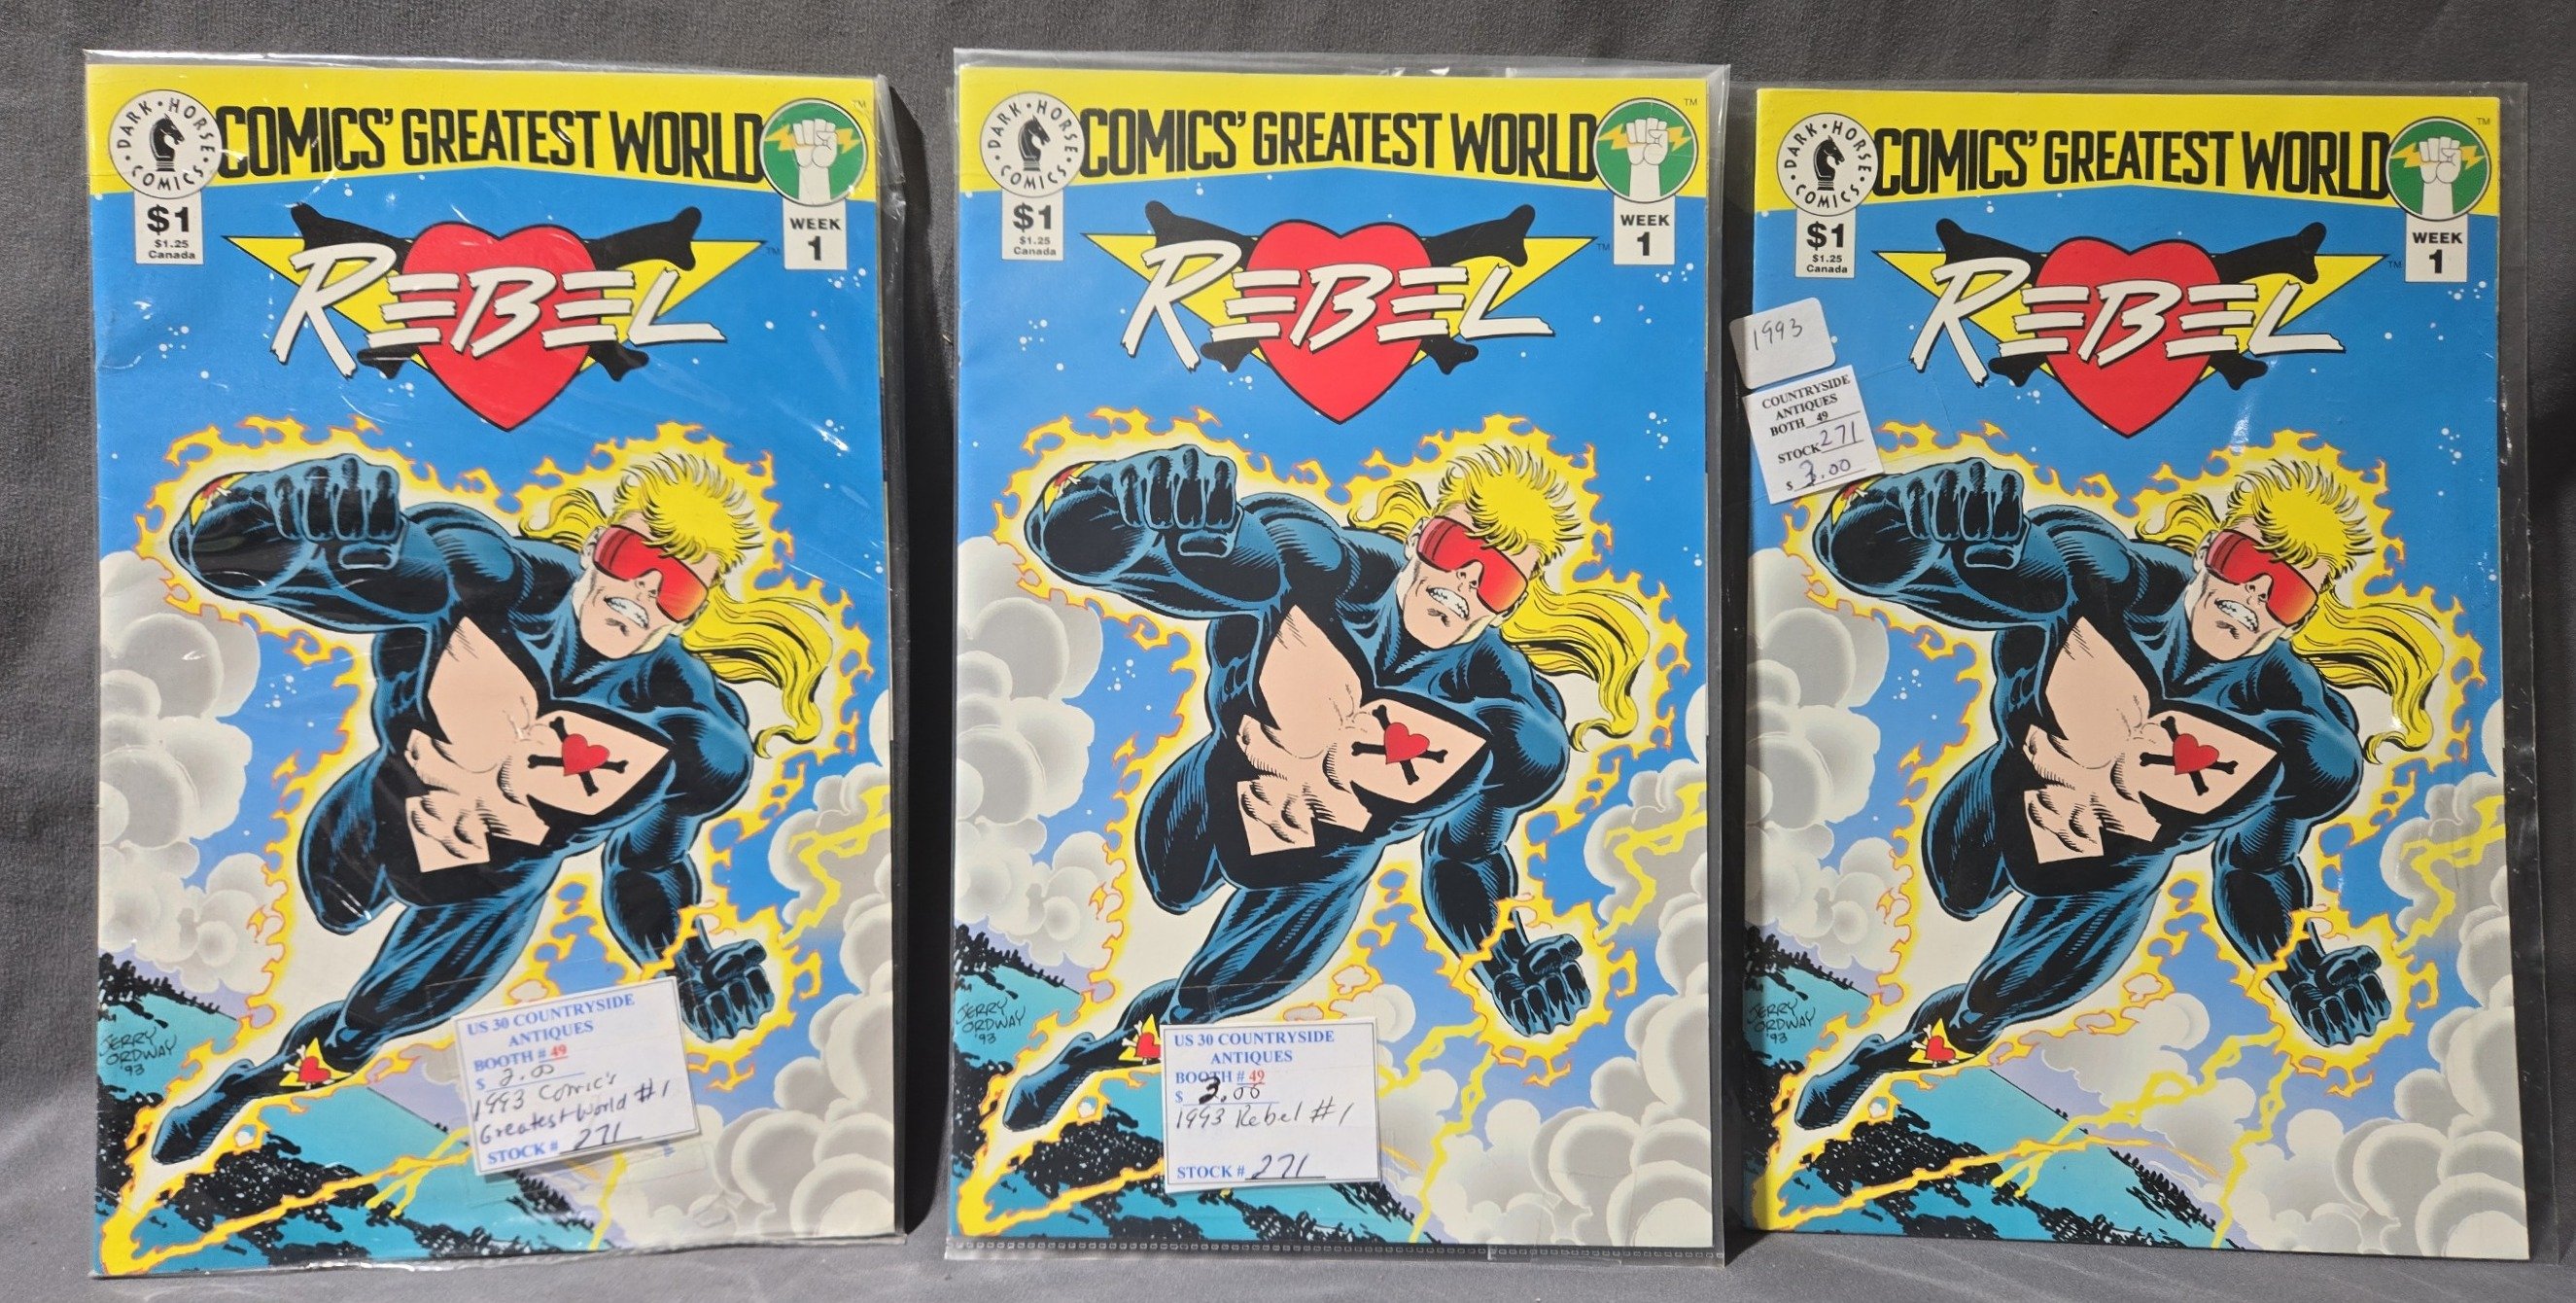 DARK · HORSE · COMICS ·
COMICS' GREATEST WORLD
TM
$1
$1.25
Canada
WEEK
1
REBEL
TM
JERRY
ORDWAY
'93
US 30 COUNTRYSIDE
ANTIQUES
BOOTH # 49
$ 2.00
1993 Comic's
Greatest World #1
STOCK # 271
DARK · HORSE · COMICS ·
COMICS' GREATEST WORLD
TM
$1
$1.25
Canada
WEEK
1
REBEL
TM
JERRY
ORDWAY
'93
US 30 COUNTRYSIDE
ANTIQUES
BOOTH # 49
$ 2.00
1993 Rebel #1
STOCK # 271
DARK · HORSE · COMICS ·
COMICS' GREATEST WORLD
TM
$1
$1.25
Canada
WEEK
1
REBEL
TM
1993
COUNTRYSIDE
ANTIQUES
BOTH 49
STOCK 271
$ .00
JERRY
ORDWAY
'93